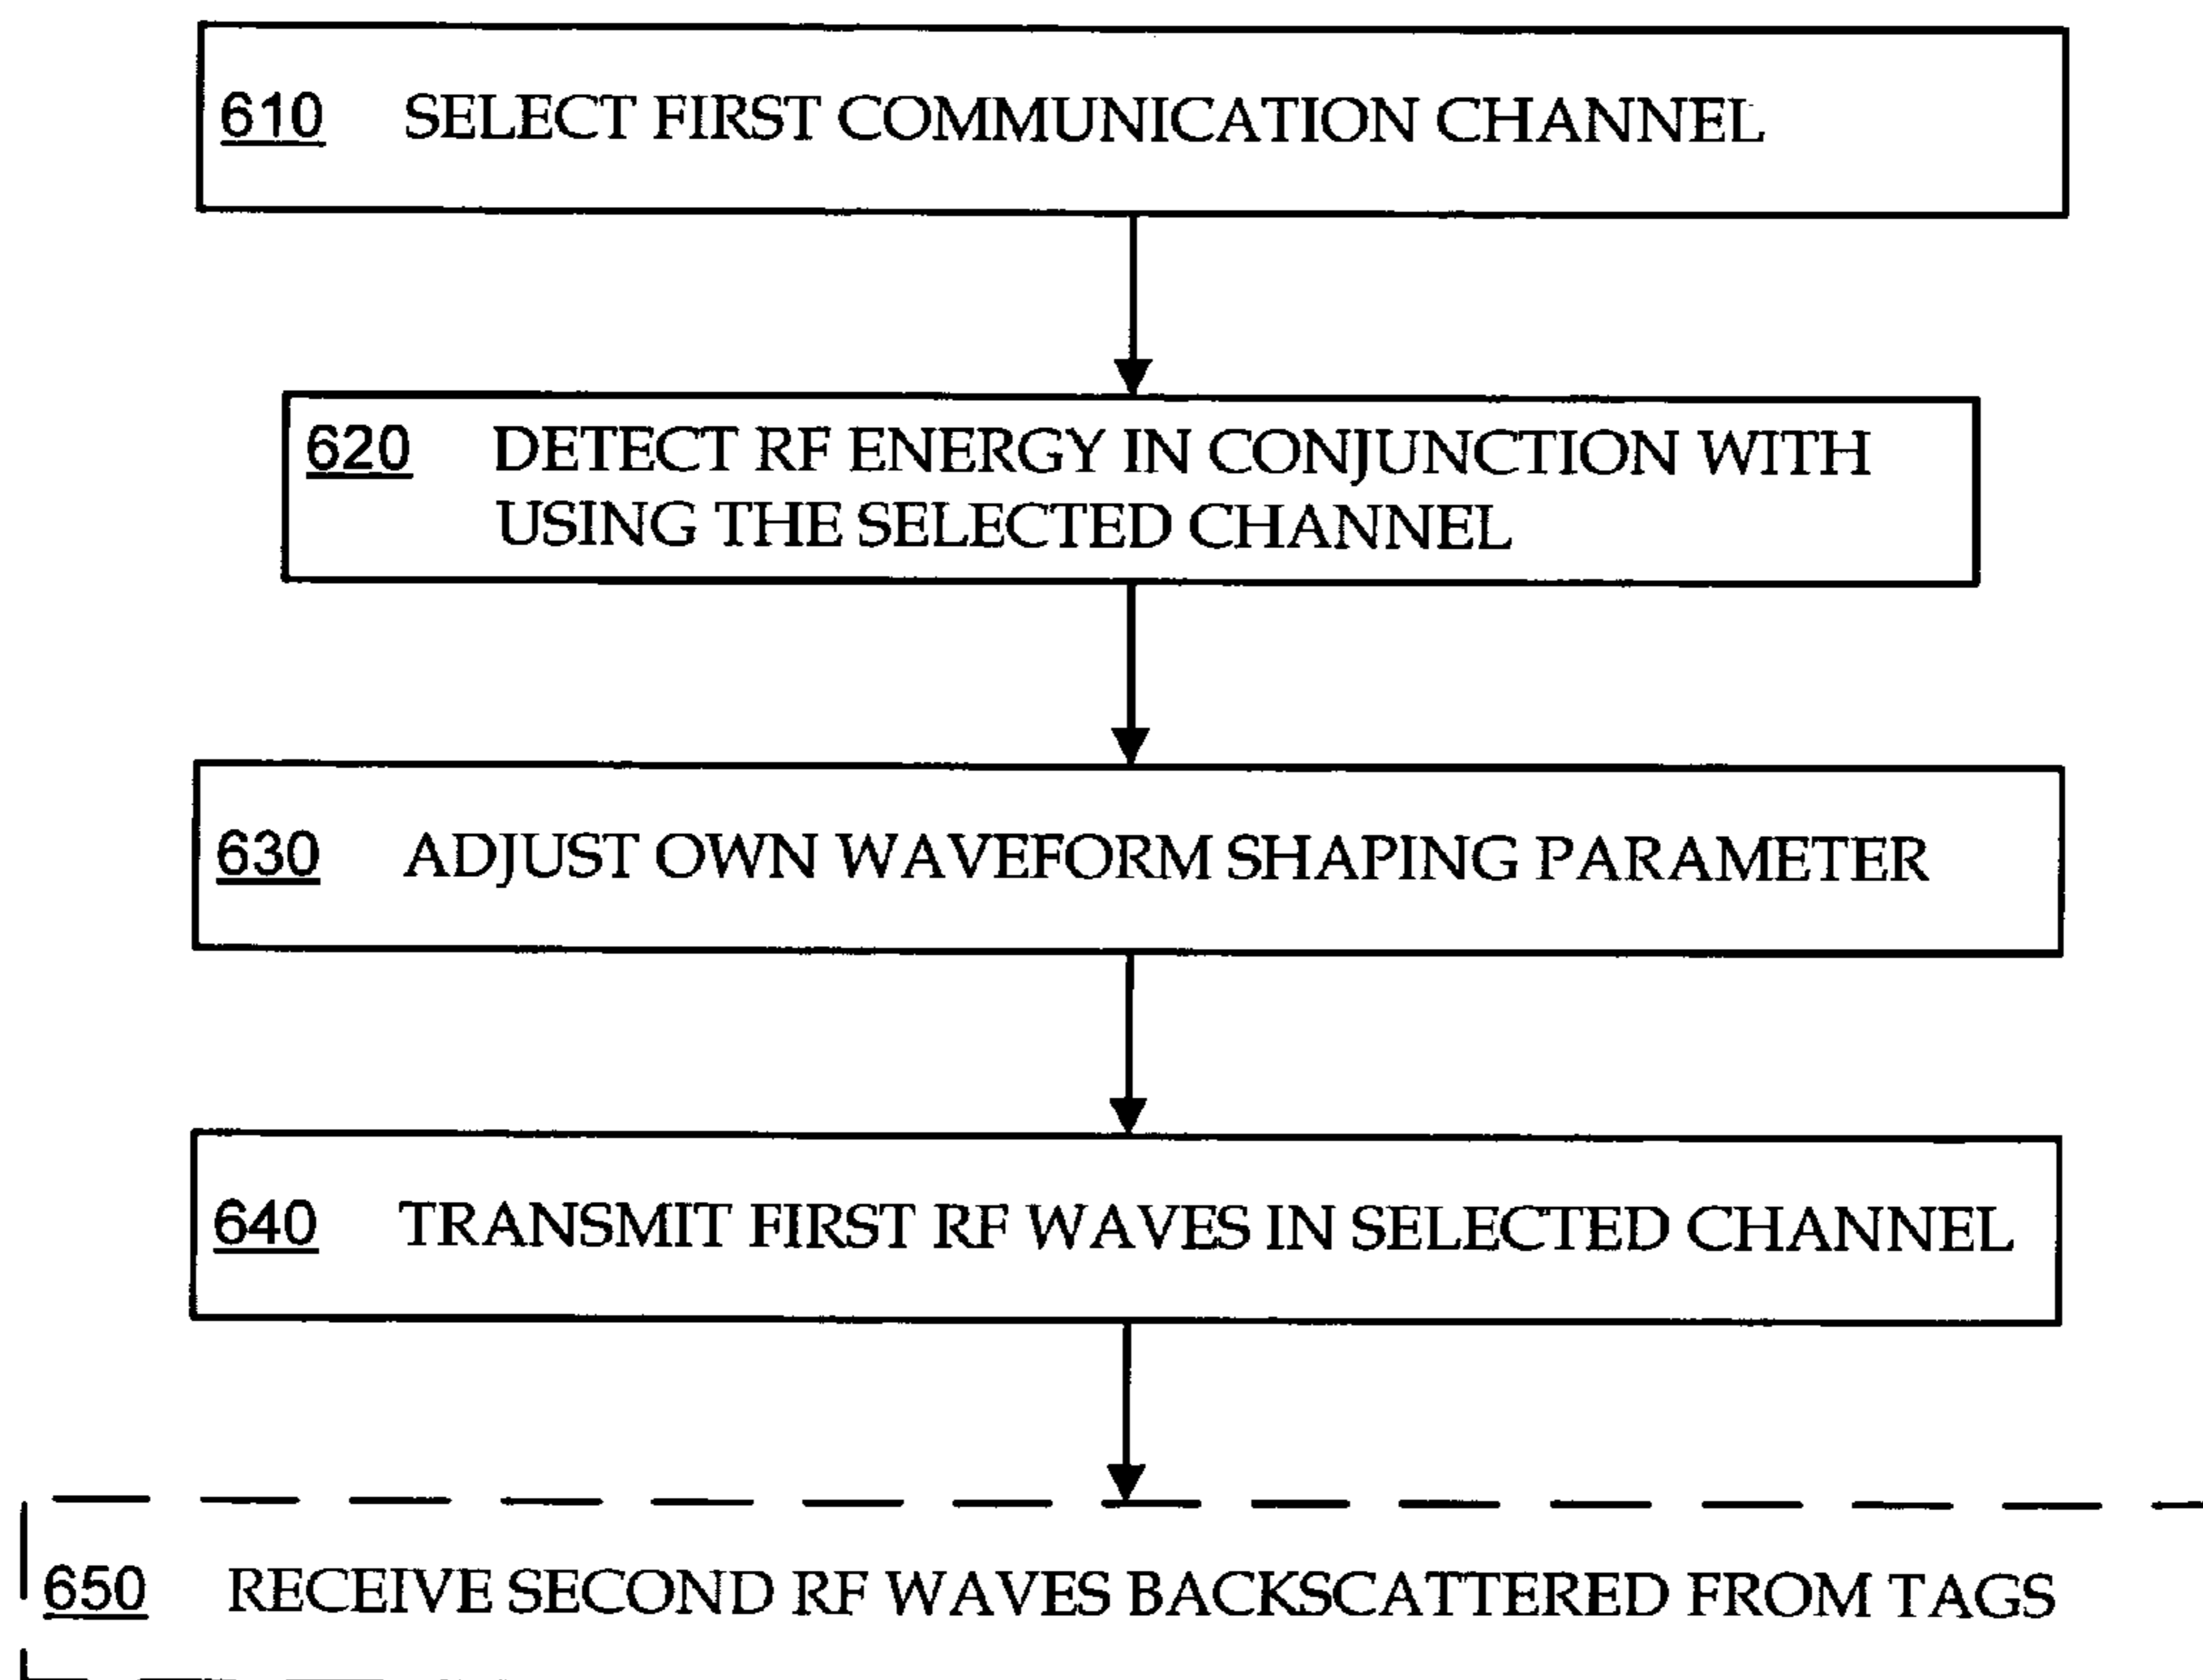 610 SELECT FIRST COMMUNICATION CHANNEL
620 DETECT RF ENERGY IN CONJUNCTION WITH
USING THE SELECTED CHANNEL
630 ADJUST OWN WAVEFORM SHAPING PARAMETER
640 TRANSMIT FIRST RF WAVES IN SELECTED CHANNEL
650 RECEIVE SECOND RF WAVES BACKSCATTERED FROM TAGS